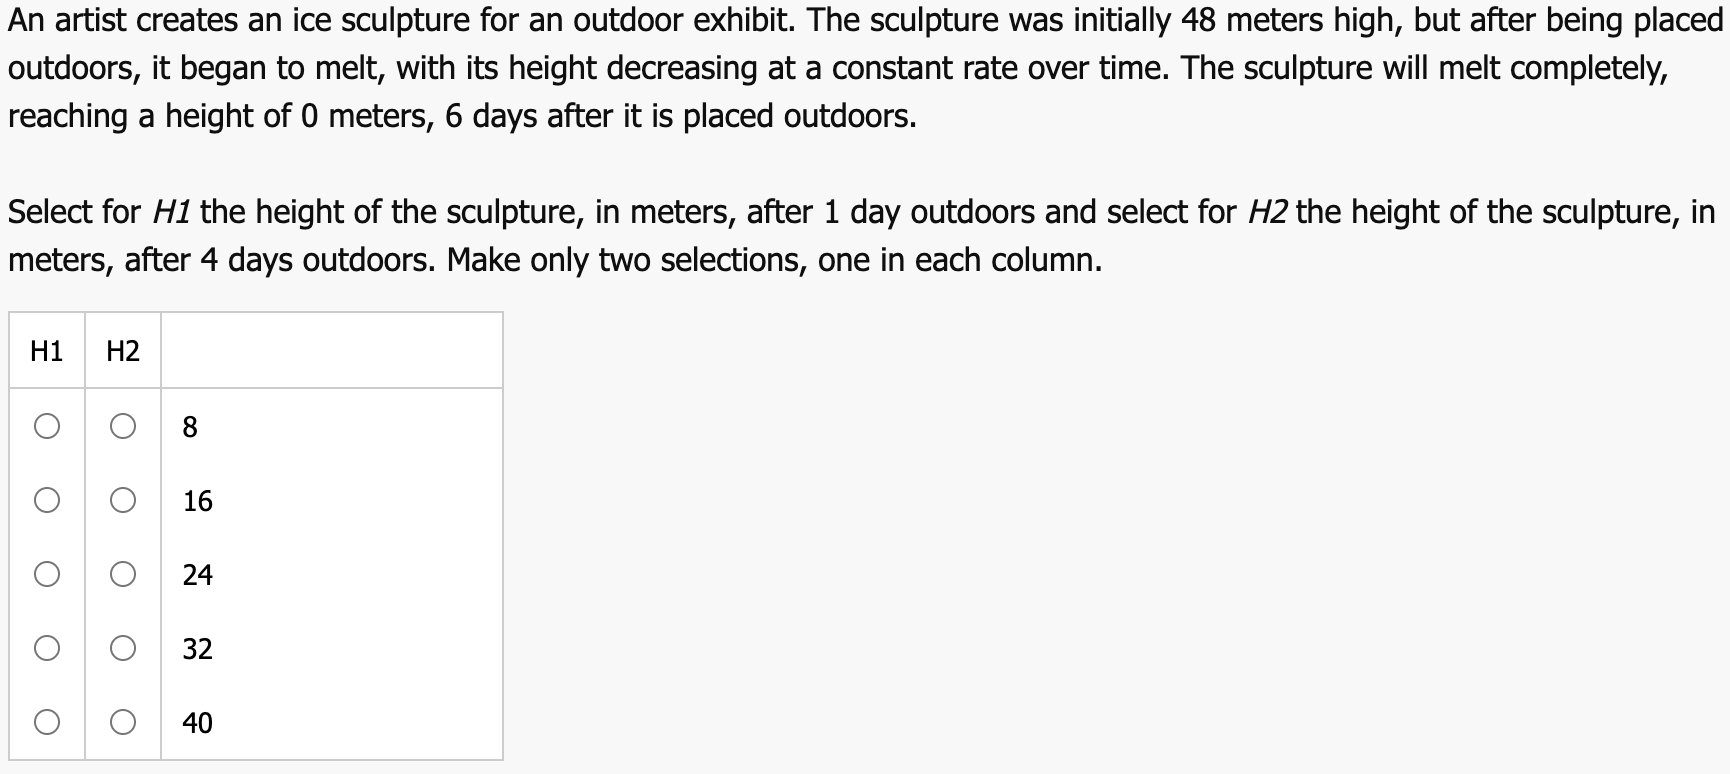 An artist creates an ice sculpture for an outdoor exhibit. The sculpture was initially 48 meters high, but after being placed
outdoors, it began to melt, with its height decreasing at a constant rate over time. The sculpture will melt completely,
reaching a height of 0 meters, 6 days after it is placed outdoors.
Select for H1 the height of the sculpture, in meters, after 1 day outdoors and select for H2 the height of the sculpture, in
meters, after 4 days outdoors. Make only two selections, one in each column.
H1 H2
8
16
24
32
40